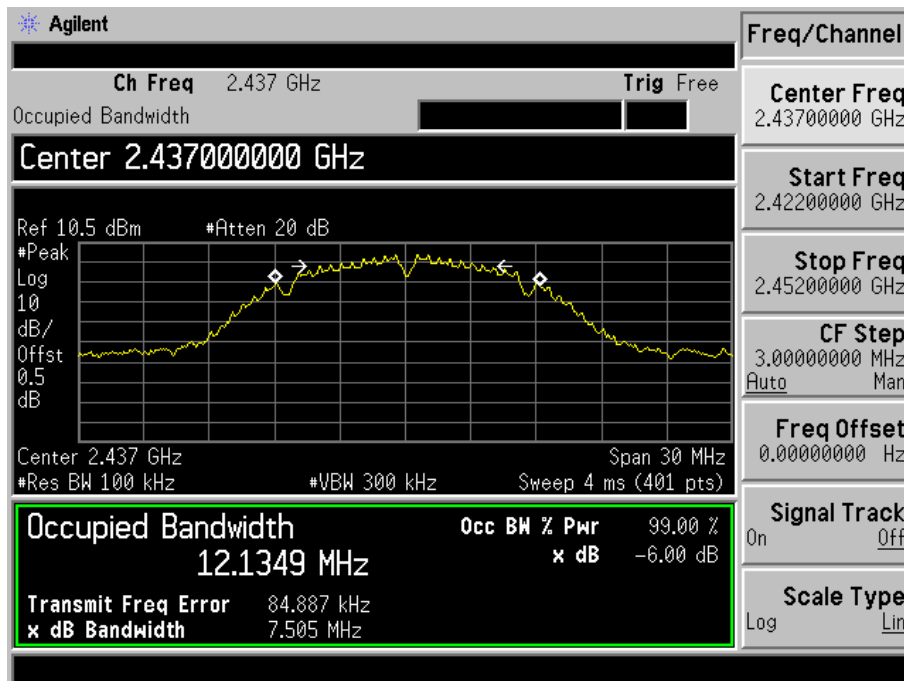 Agilent
Freq/Channel
Ch Freq 2.437 GHz Trig Free
Occupied Bandwidth
Center 2.437000000 GHz
Ref 10.5 dBm #Atten 20 dB
#Peak
Log
10
dB/
Offst
0.5
dB
Center 2.437 GHz Span 30 MHz
#Res BW 100 kHz #VBW 300 kHz Sweep 4 ms (401 pts)
Occupied Bandwidth
12.1349 MHz
Occ BW % Pwr 99.00 %
x dB -6.00 dB
Transmit Freq Error 84.887 kHz
x dB Bandwidth 7.505 MHz
Center Freq
2.43700000 GHz
Start Freq
2.42200000 GHz
Stop Freq
2.45200000 GHz
CF Step
3.00000000 MHz
Auto Man
Freq Offset
0.00000000 Hz
Signal Track
On Off
Scale Type
Log Lin